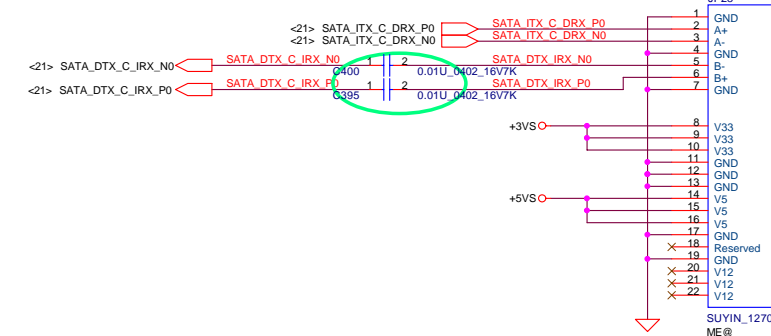 <21> SATA_ITX_C_DRX_P0 SATA_ITX_C_DRX_P0
<21> SATA_ITX_C_DRX_N0 SATA_ITX_C_DRX_N0
<21> SATA_DTX_C_IRX_N0 SATA_DTX_C_IRX_N0 1 2 SATA_DTX_IRX_N0
C400 0.01U_0402_16V7K
<21> SATA_DTX_C_IRX_P0 SATA_DTX_C_IRX_P0 1 2 SATA_DTX_IRX_P0
C395 0.01U_0402_16V7K
1 GND
2 A+
3 A-
4 GND
5 B-
6 B+
7 GND
+3VS 8 V33
9 V33
10 V33
11 GND
12 GND
13 GND
+5VS 14 V5
15 V5
16 V5
17 GND
18 Reserved
19 GND
20 V12
21 V12
22 V12
SUYIN_1270
ME@